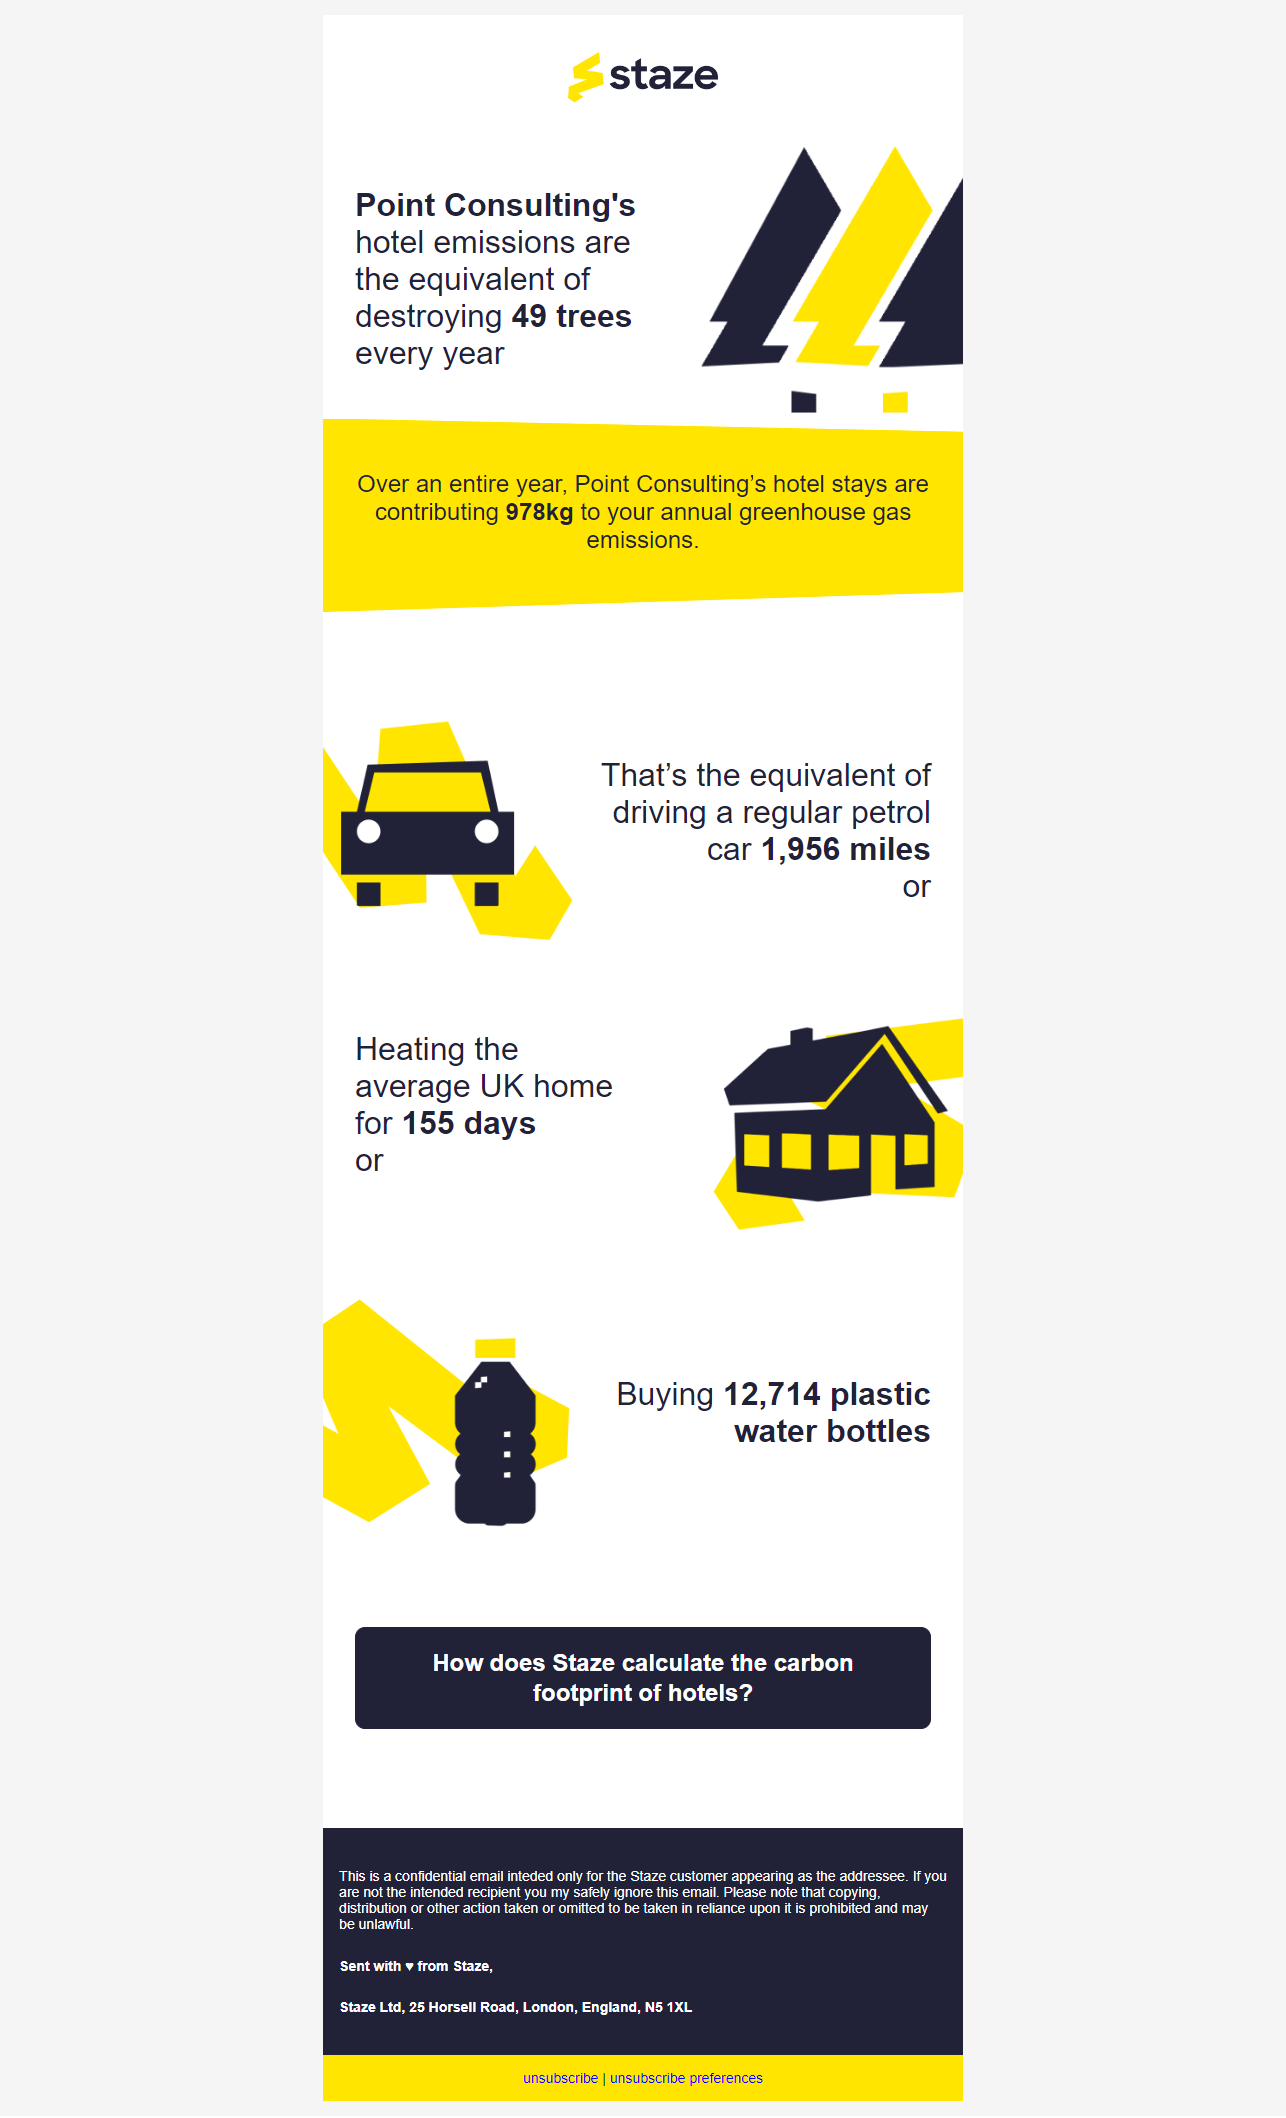 staze
Point Consulting's
hotel emissions are
the equivalent of
destroying 49 trees
every year
Over an entire year, Point Consulting’s hotel stays are
contributing 978kg to your annual greenhouse gas
emissions.
That’s the equivalent of
driving a regular petrol
car 1,956 miles
or
Heating the
average UK home
for 155 days
or
Buying 12,714 plastic
water bottles
How does Staze calculate the carbon
footprint of hotels?
This is a confidential email inteded only for the Staze customer appearing as the addressee. If you
are not the intended recipient you my safely ignore this email. Please note that copying,
distribution or other action taken or omitted to be taken in reliance upon it is prohibited and may
be unlawful.
Sent with ♥ from Staze,
Staze Ltd, 25 Horsell Road, London, England, N5 1XL
unsubscribe | unsubscribe preferences